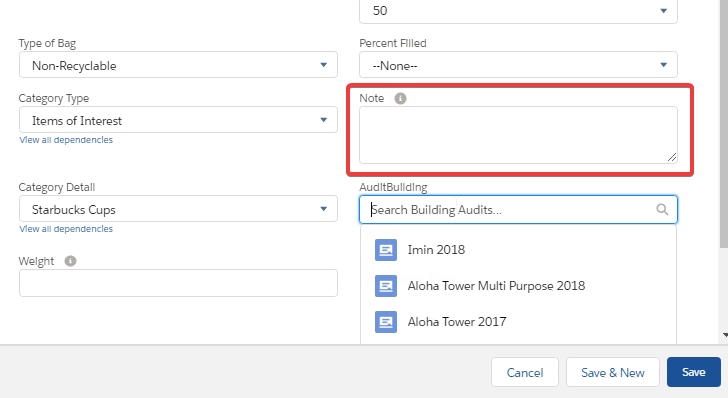 50
Type of Bag
Non-Recyclable
Percent Filled
--None--
Category Type
Items of Interest
View all dependencies
Note
Category Detail
Starbucks Cups
View all dependencies
AuditBuilding
Search Building Audits...
Weight
Imin 2018
Aloha Tower Multi Purpose 2018
Aloha Tower 2017
Cancel
Save & New
Save